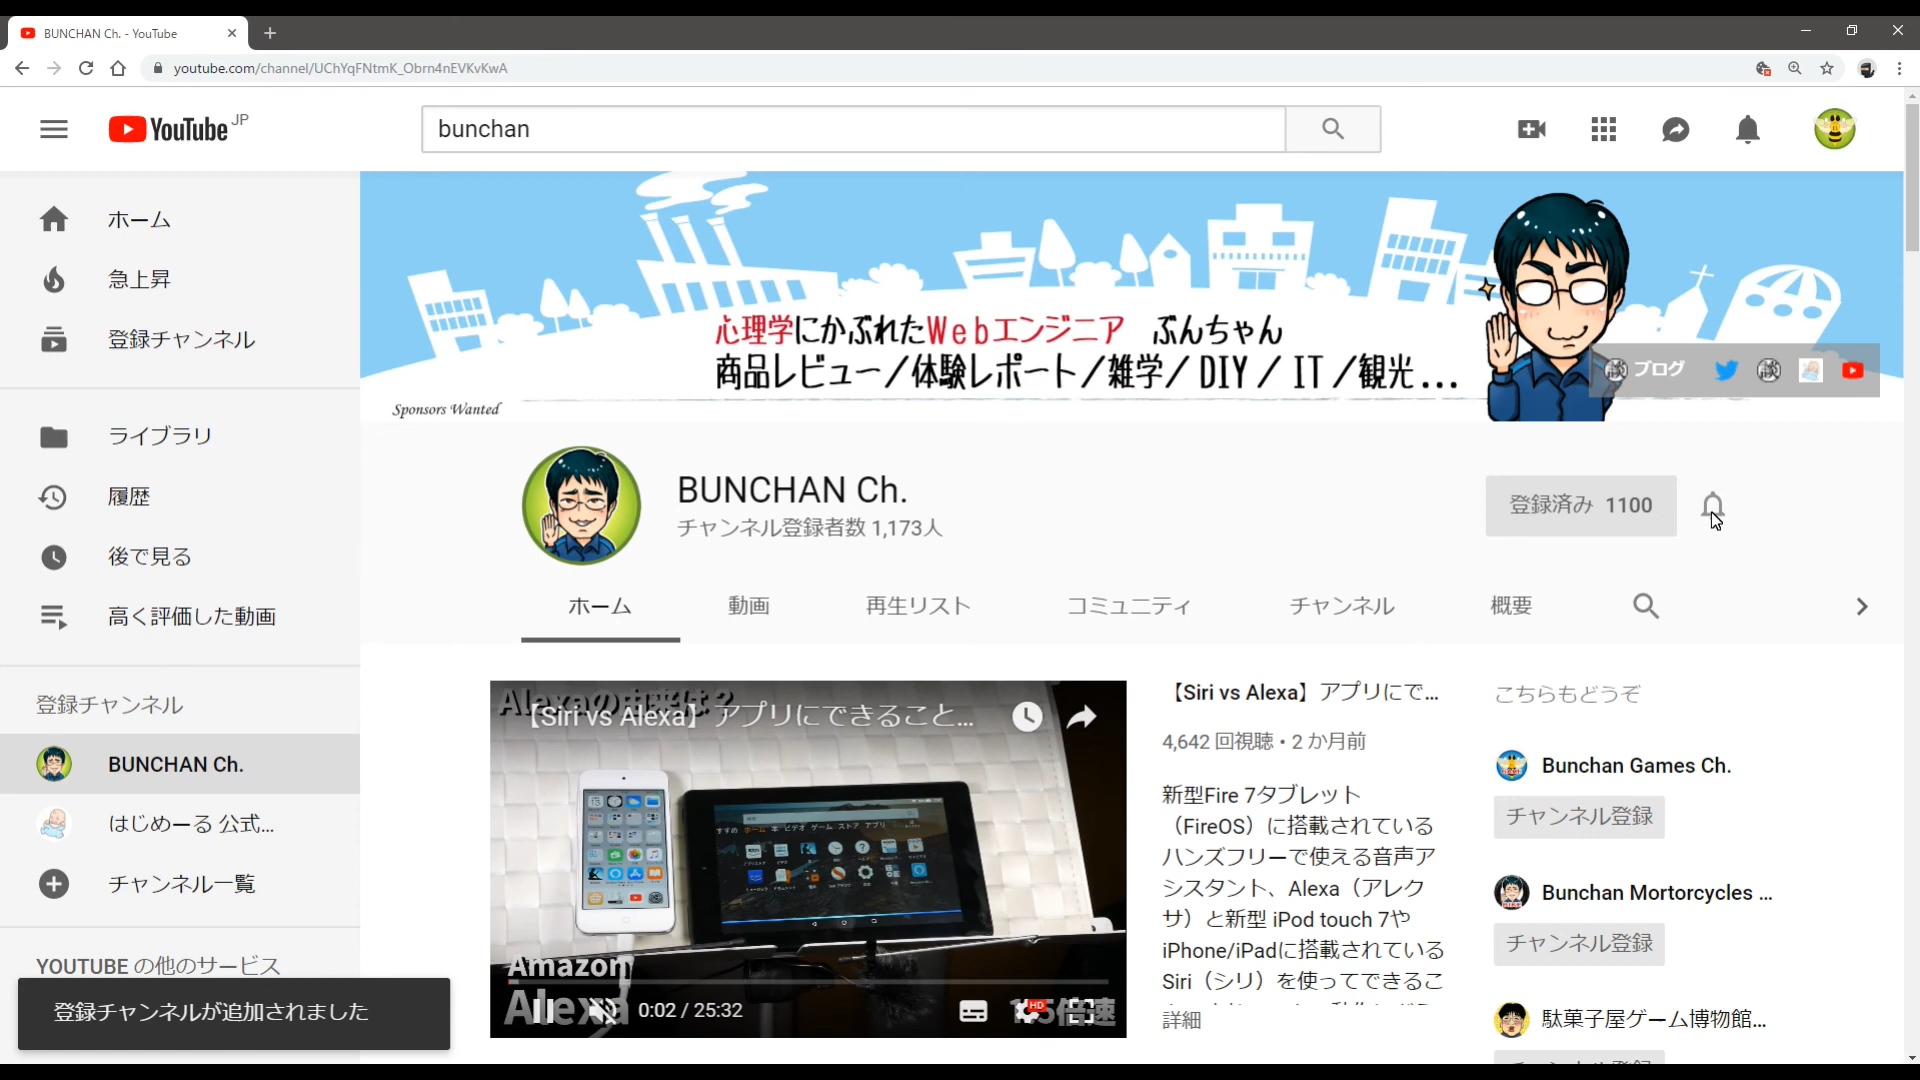 BUNCHAN Ch. - YouTube
youtube.com/channel/UChYqFNtmK_Obrn4nEVKvKwA
YouTube JP
bunchan
ホーム
急上昇
登録チャンネル
ライブラリ
履歴
後で見る
高く評価した動画
登録チャンネル
BUNCHAN Ch.
はじめーる 公式...
チャンネル一覧
YOUTUBE の他のサービス
登録チャンネルが追加されました
心理学にかぶれたWebエンジニア ぶんちゃん
商品レビュー/体験レポート/雑学/DIY/IT/観光...
Sponsors Wanted
談 ブログ
談
BUNCHAN Ch.
チャンネル登録者数 1,173人
登録済み 1100
ホーム
動画
再生リスト
コミュニティ
チャンネル
概要
Alexaの由来は?
【Siri vs Alexa】アプリにできること...
Amazon
Alexa
0:02 / 25:32
HD
1.5倍速
【Siri vs Alexa】アプリにで...
4,642 回視聴・2 か月前
新型Fire 7タブレット
（FireOS）に搭載されている
ハンズフリーで使える音声ア
シスタント、Alexa（アレク
サ）と新型 iPod touch 7や
iPhone/iPadに搭載されている
Siri（シリ）を使ってできるこ
詳細
こちらもどうぞ
Bunchan Games Ch.
チャンネル登録
Bunchan Mortorcycles ...
チャンネル登録
駄菓子屋ゲーム博物館...